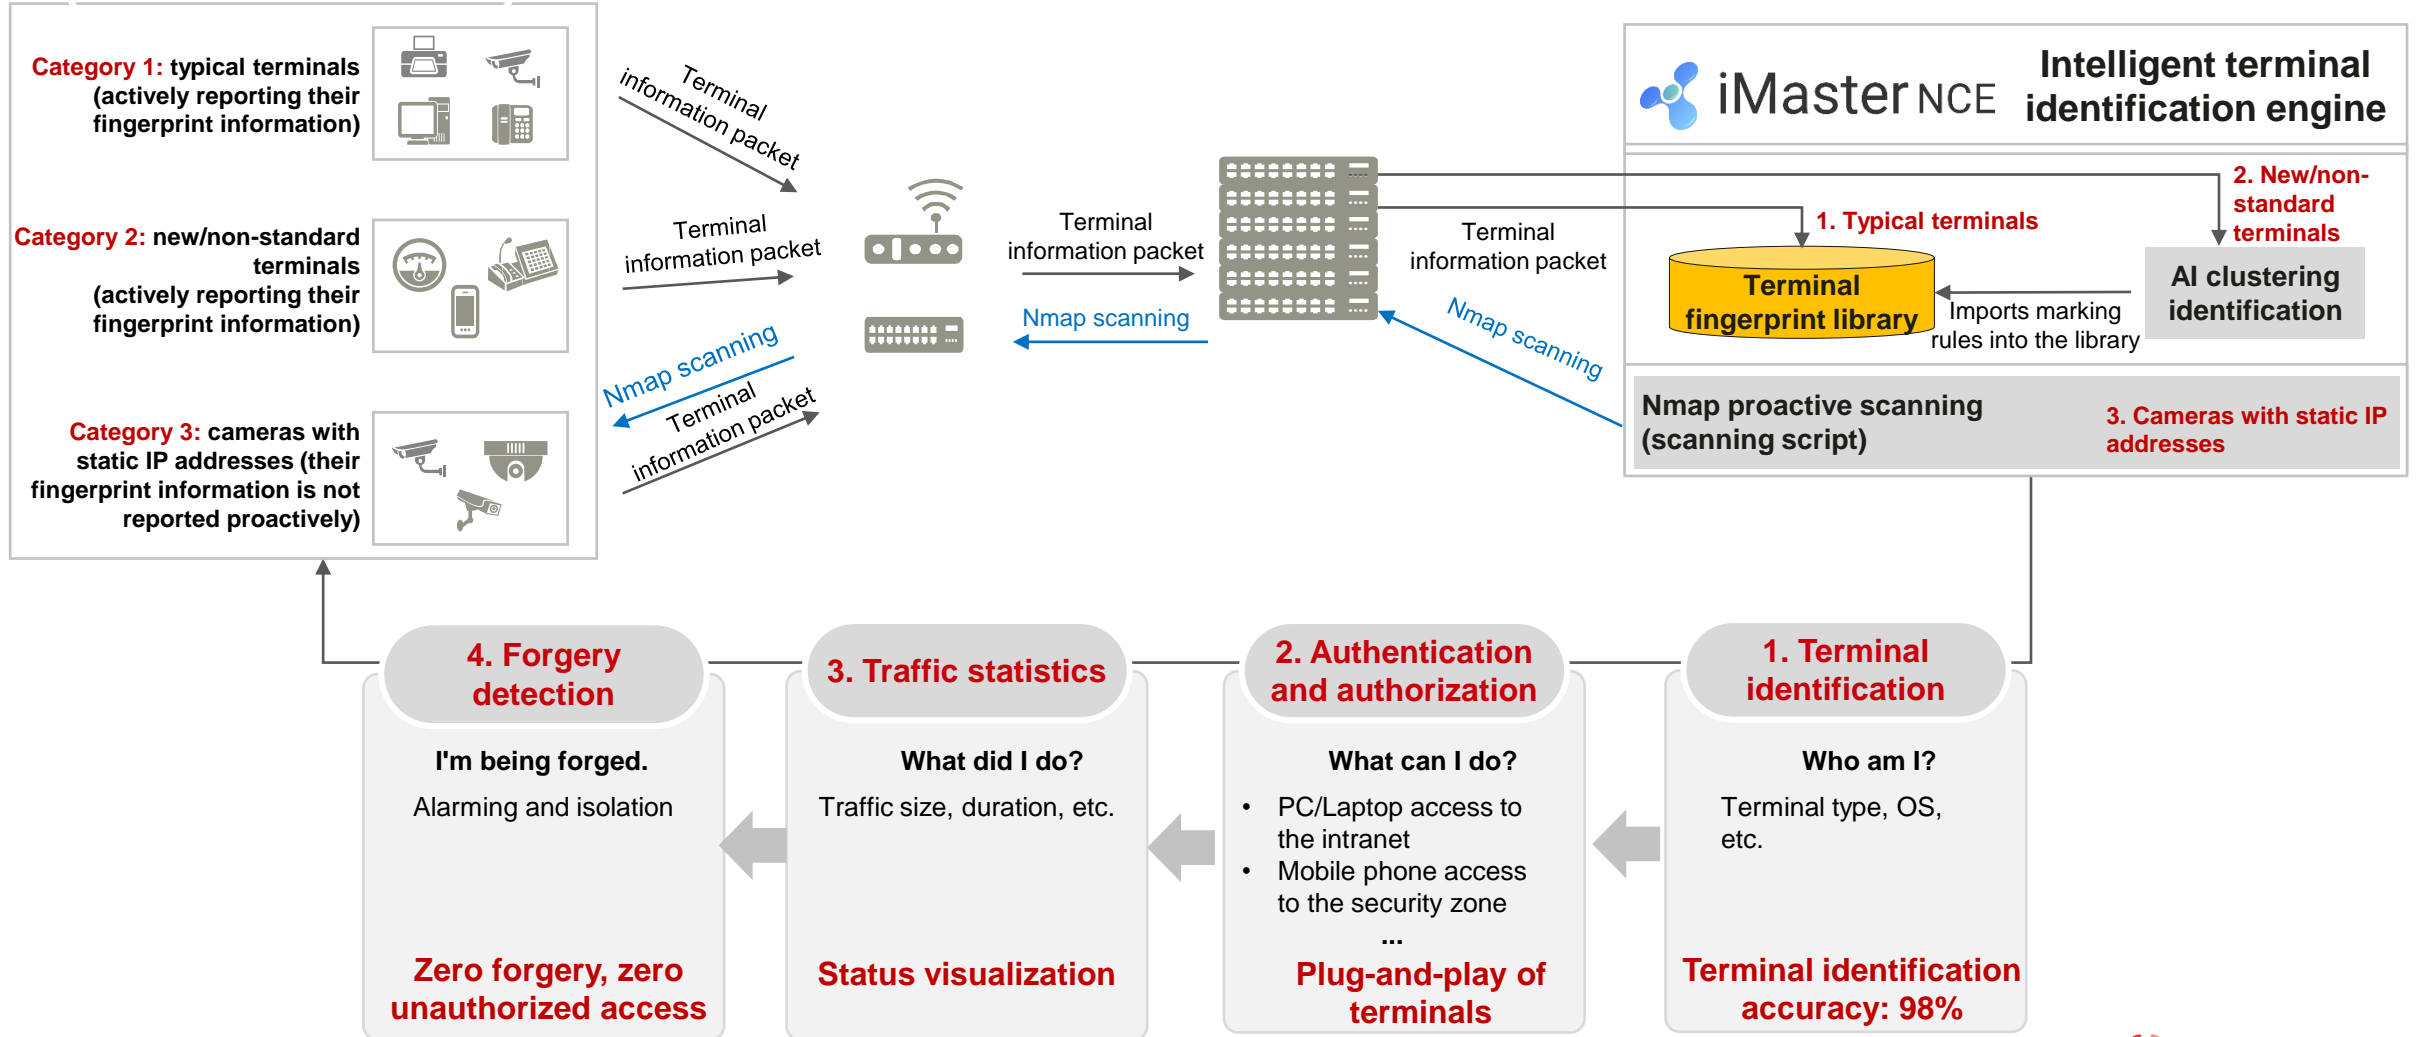 Category 1: typical terminals
(actively reporting their
fingerprint information)
Category 2: new/non-standard
terminals
(actively reporting their
fingerprint information)
Category 3: cameras with
static IP addresses (their
fingerprint information is not
reported proactively)
Terminal
information packet
Terminal
information packet
Nmap scanning
Terminal
information packet
Terminal
information packet
Nmap scanning
Terminal
information packet
Nmap scanning
iMaster NCE
Intelligent terminal
identification engine
1. Typical terminals
2. New/non-
standard
terminals
Terminal
fingerprint library
Imports marking
rules into the library
AI clustering
identification
Nmap proactive scanning
(scanning script)
3. Cameras with static IP
addresses
4. Forgery
detection
I'm being forged.
Alarming and isolation
Zero forgery, zero
unauthorized access
3. Traffic statistics
What did I do?
Traffic size, duration, etc.
Status visualization
2. Authentication
and authorization
What can I do?
• PC/Laptop access to
the intranet
• Mobile phone access
to the security zone
...
Plug-and-play of
terminals
1. Terminal
identification
Who am I?
Terminal type, OS,
etc.
Terminal identification
accuracy: 98%